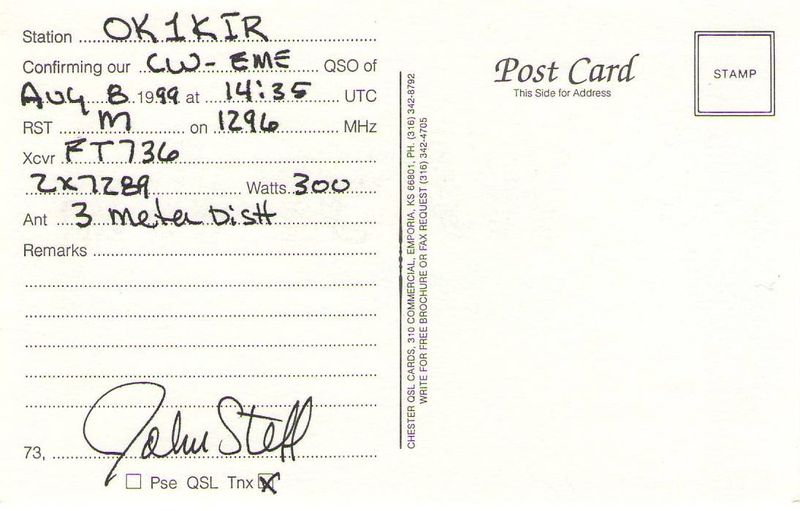 Station OK1KIR
Confirming our CW-EME QSO of
Aug 8 1999 at 14:35 UTC
RST M on 1296 MHz
Xcvr FT736
2x7289 Watts 300
Ant 3 meter DisH
Remarks
73, John Steff
Pse QSL Tnx
CHESTER QSL CARDS, 310 COMMERCIAL, EMPORIA, KS 66801, PH. (316) 342-8792
WRITE FOR FREE BROCHURE OR FAX REQUEST (316) 342-4705
Post Card
This Side for Address
STAMP